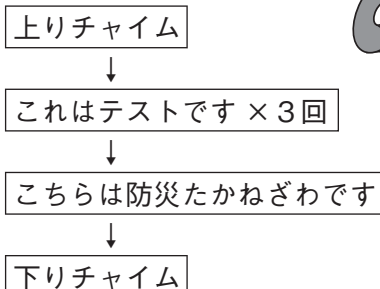 上りチャイム
↓
これはテストです×3回
↓
こちらは防災たかねざわです
↓
下りチャイム